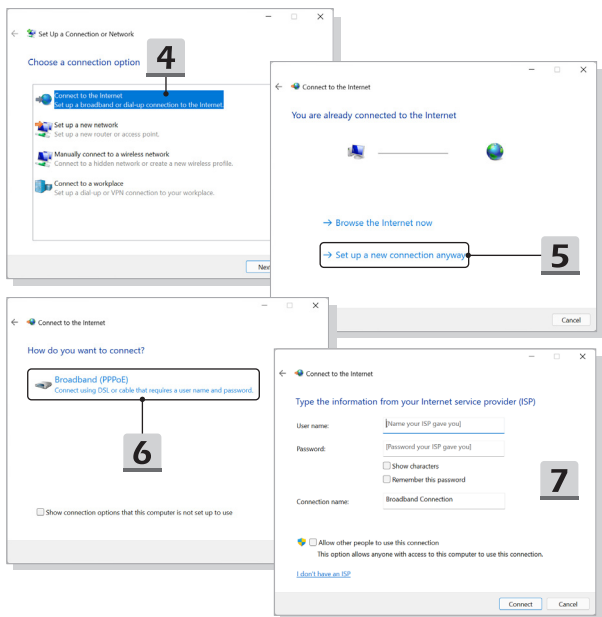 Set Up a Connection or Network
Choose a connection option
4
Connect to the Internet
Set up a broadband or dial-up connection to the Internet.
Set up a new network
Set up a new router or access point.
Manually connect to a wireless network
Connect to a hidden network or create a new wireless profile.
Connect to a workplace
Set up a dial-up or VPN connection to your workplace.
Connect to the Internet
You are already connected to the Internet
→ Browse the Internet now
→ Set up a new connection anyway
5
Cancel
Connect to the Internet
How do you want to connect?
Broadband (PPPoE)
Connect using DSL or cable that requires a user name and password.
6
Show connection options that this computer is not set up to use
Connect to the Internet
Type the information from your Internet service provider (ISP)
User name: [Name your ISP gave you]
Password: [Password your ISP gave you]
Show characters
Remember this password
7
Connection name: Broadband Connection
Allow other people to use this connection
This option allows anyone with access to this computer to use this connection.
I don't have an ISP
Connect Cancel